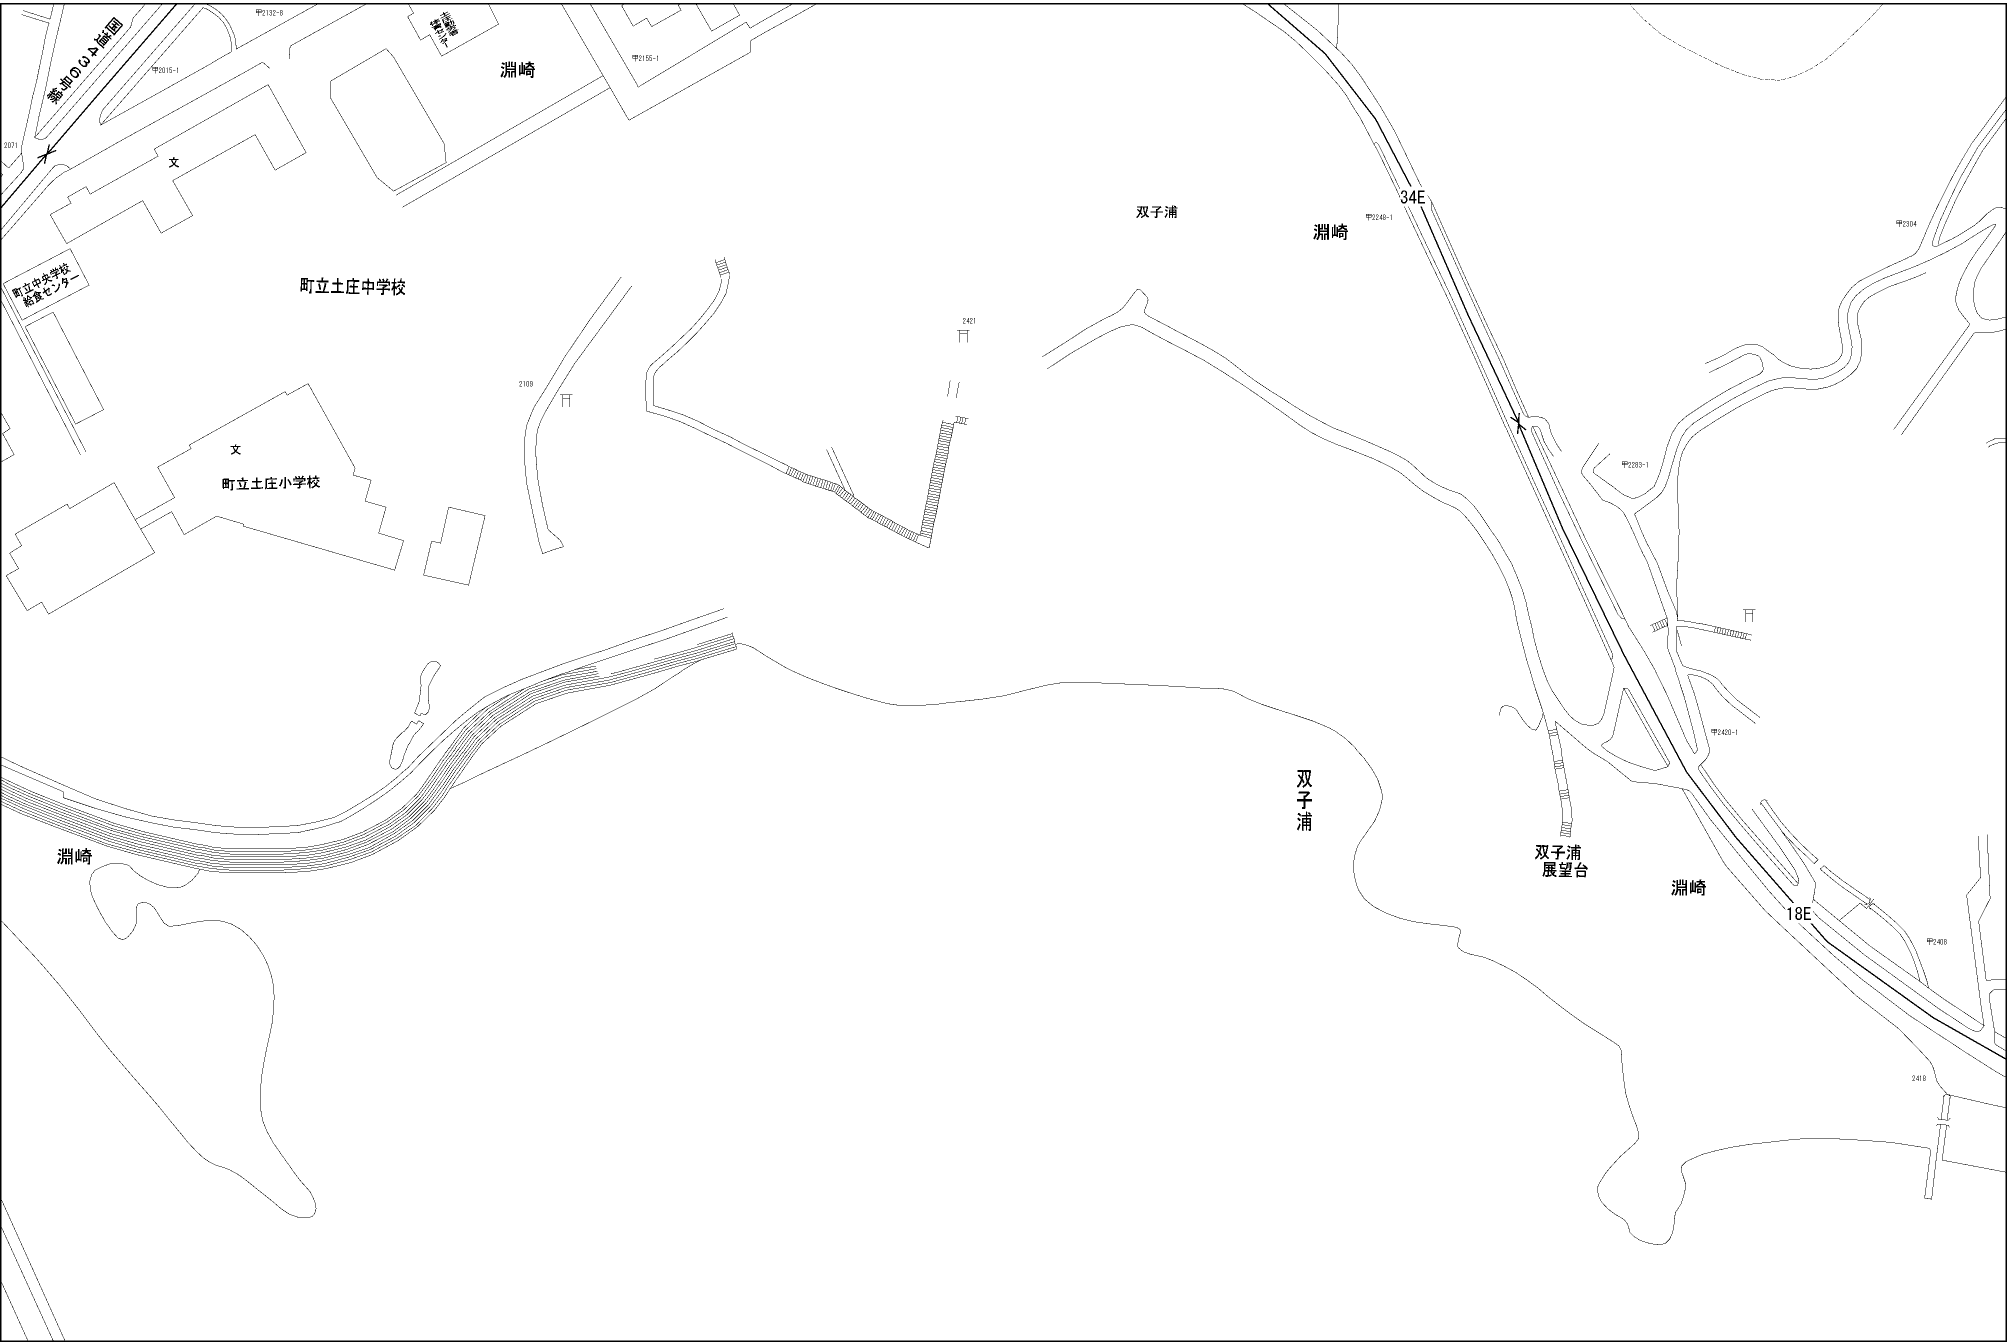 国道436号線
甲2132-8
甲2015-1
淵崎
甲2155-1
2071
文
34E
双子浦
甲2248-1
淵崎
甲2304
町立中央学校
給食センター
町立土庄中学校
2421
2109
文
町立土庄小学校
甲2283-1
甲2420-1
双子浦
淵崎
双子浦
展望台
淵崎
18E
甲2408
2418